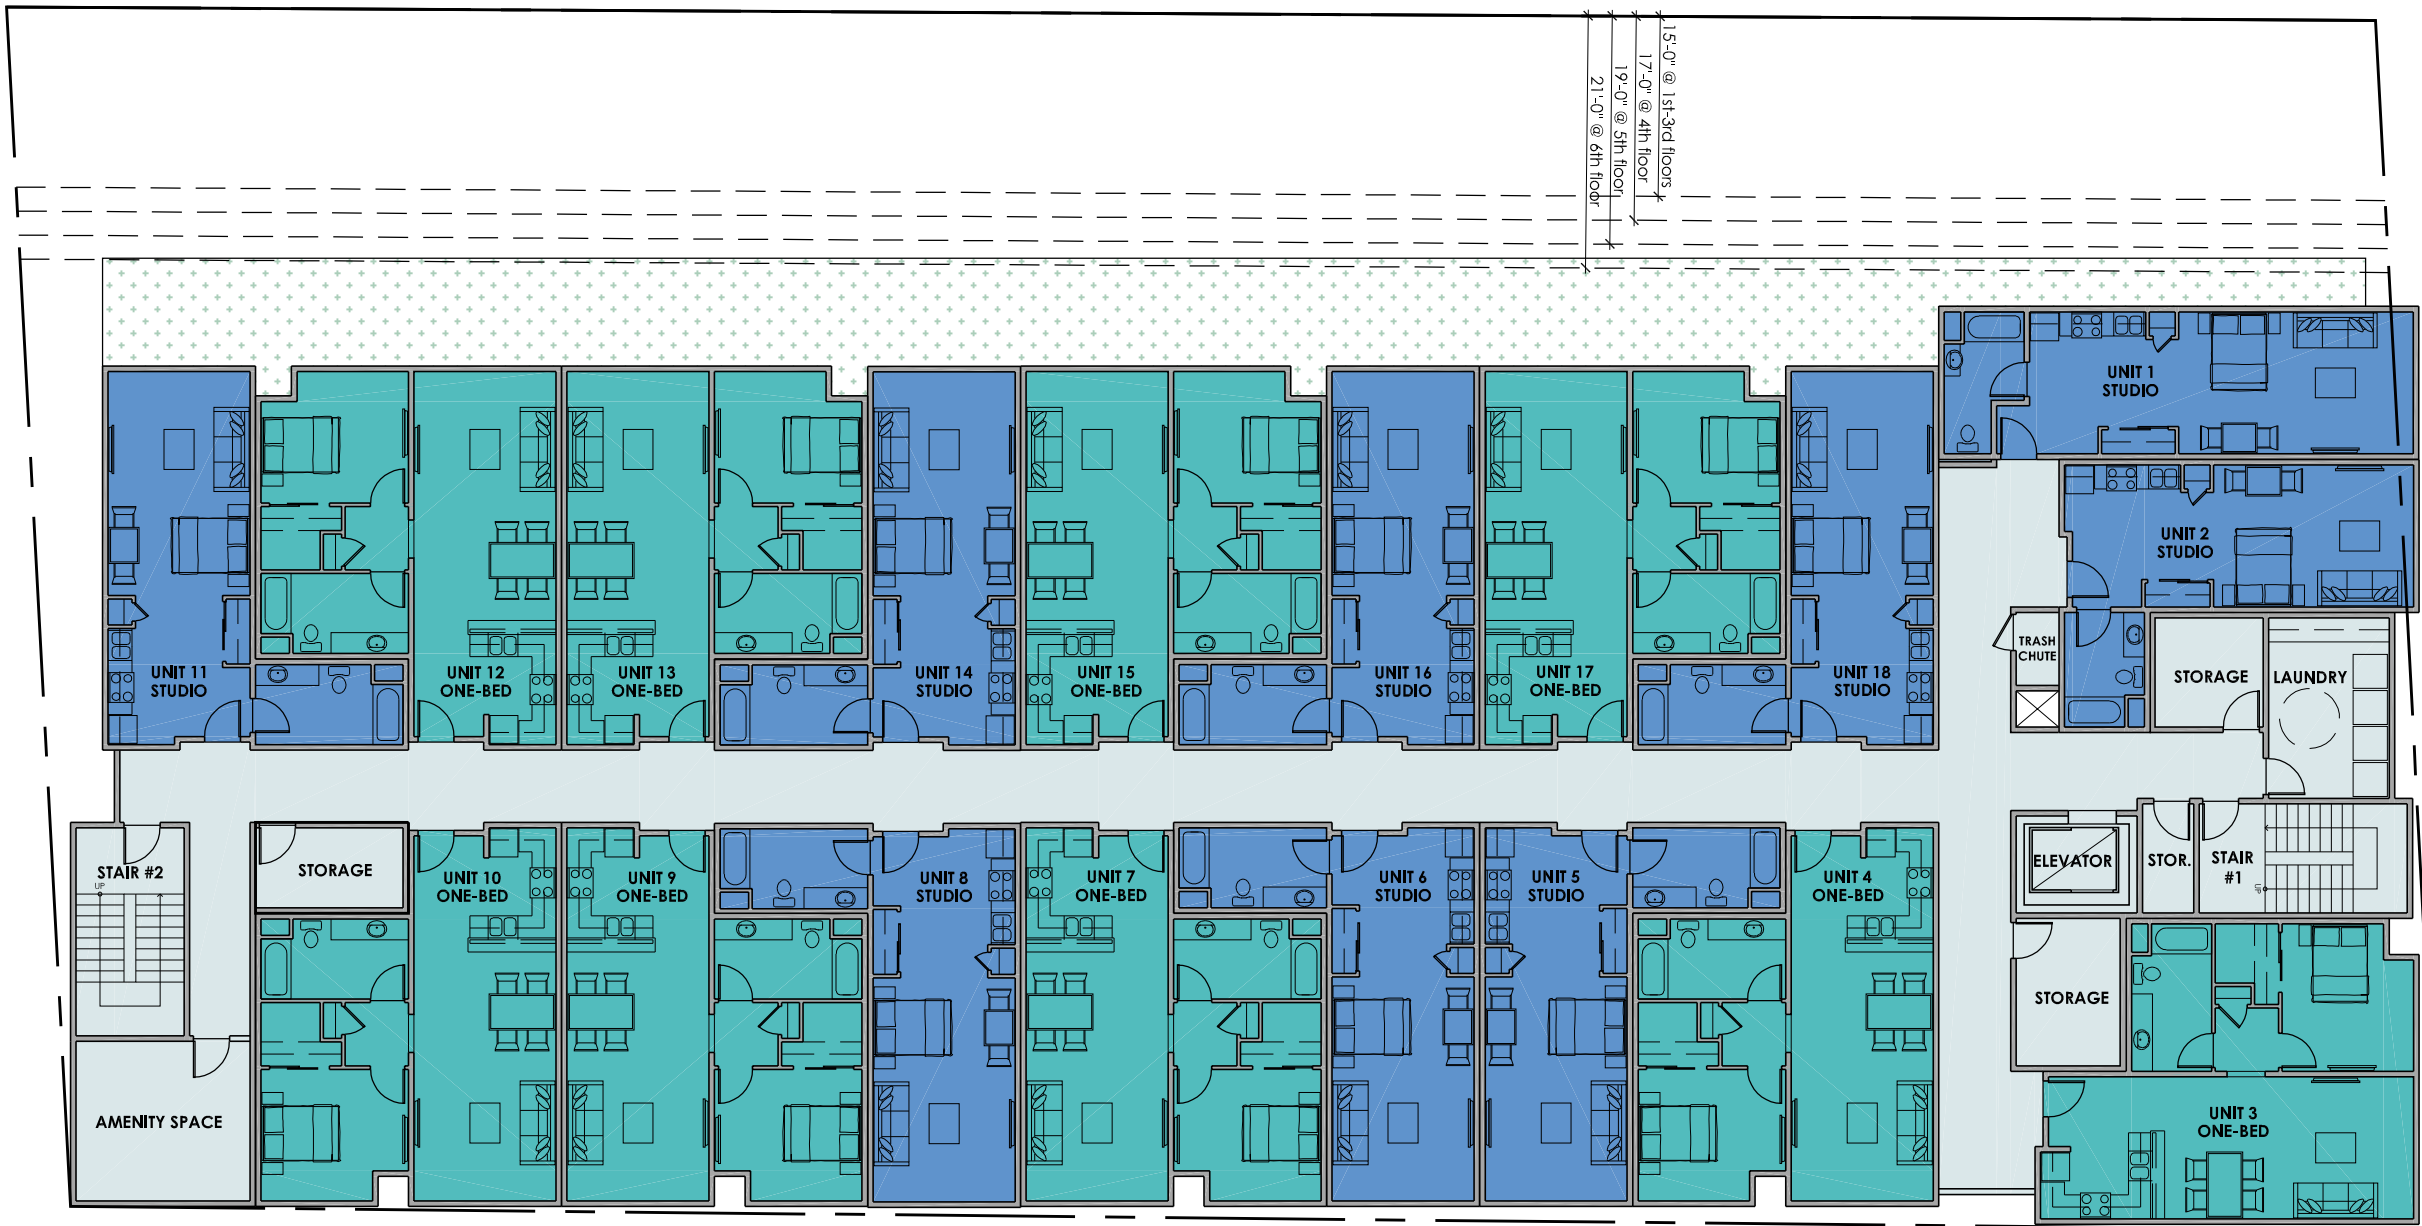 15'-0" @ 1st-3rd floors
17'-0" @ 4th floor
19'-0" @ 5th floor
21'-0" @ 6th floor
UNIT 1
STUDIO
UNIT 2
STUDIO
TRASH
CHUTE
STORAGE
LAUNDRY
UNIT 11
STUDIO
UNIT 12
ONE-BED
UNIT 13
ONE-BED
UNIT 14
STUDIO
UNIT 15
ONE-BED
UNIT 16
STUDIO
UNIT 17
ONE-BED
UNIT 18
STUDIO
STAIR #2
UP
STORAGE
UNIT 10
ONE-BED
UNIT 9
ONE-BED
UNIT 8
STUDIO
UNIT 7
ONE-BED
UNIT 6
STUDIO
UNIT 5
STUDIO
UNIT 4
ONE-BED
ELEVATOR
STOR.
STAIR
#1
UP
STORAGE
AMENITY SPACE
UNIT 3
ONE-BED